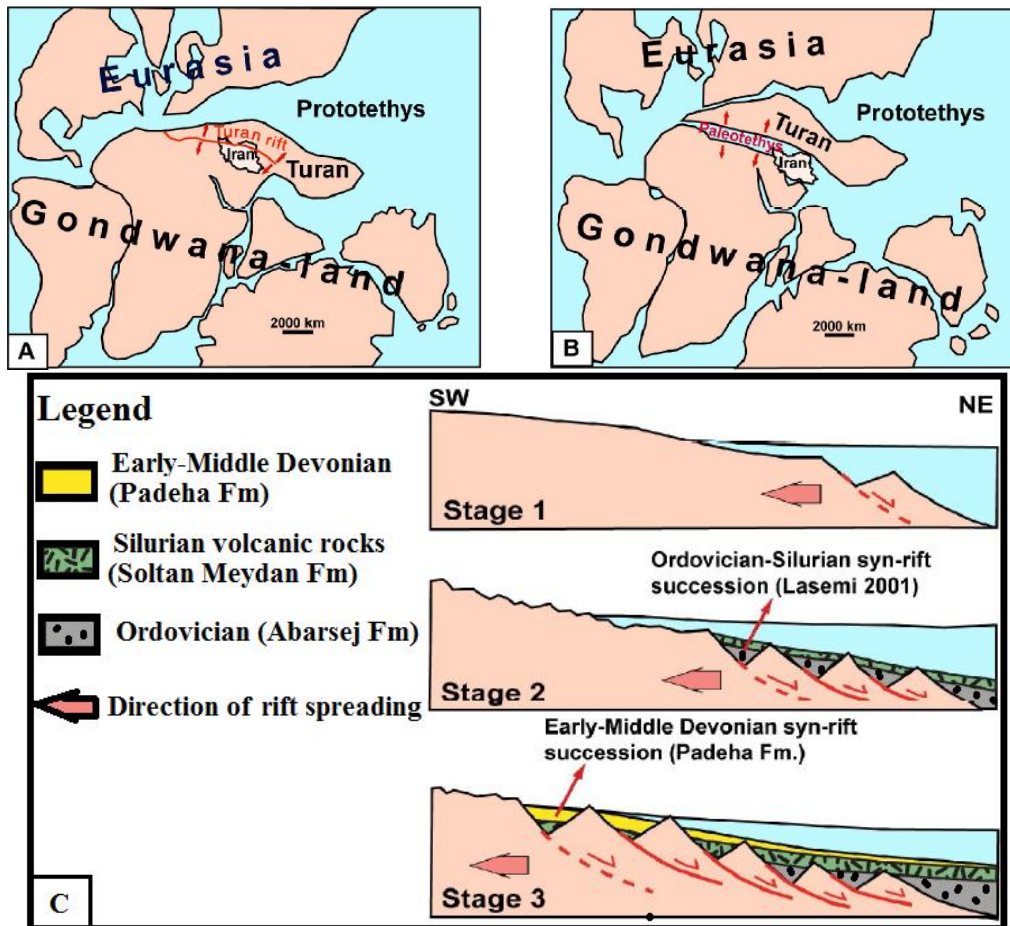 Eurasia
Prototethys
Turan rift
Iran
Turan
Gondwana-land
2000 km
A
Eurasia
Prototethys
Turan
Paleotethys
Iran
Gondwana-land
2000 km
B
Legend
Early-Middle Devonian
(Padeha Fm)
Silurian volcanic rocks
(Soltan Meydan Fm)
Ordovician (Abarsej Fm)
Direction of rift spreading
C
SW
NE
Stage 1
Ordovician-Silurian syn-rift
succession (Lasemi 2001)
Stage 2
Early-Middle Devonian syn-rift
succession (Padeha Fm.)
Stage 3